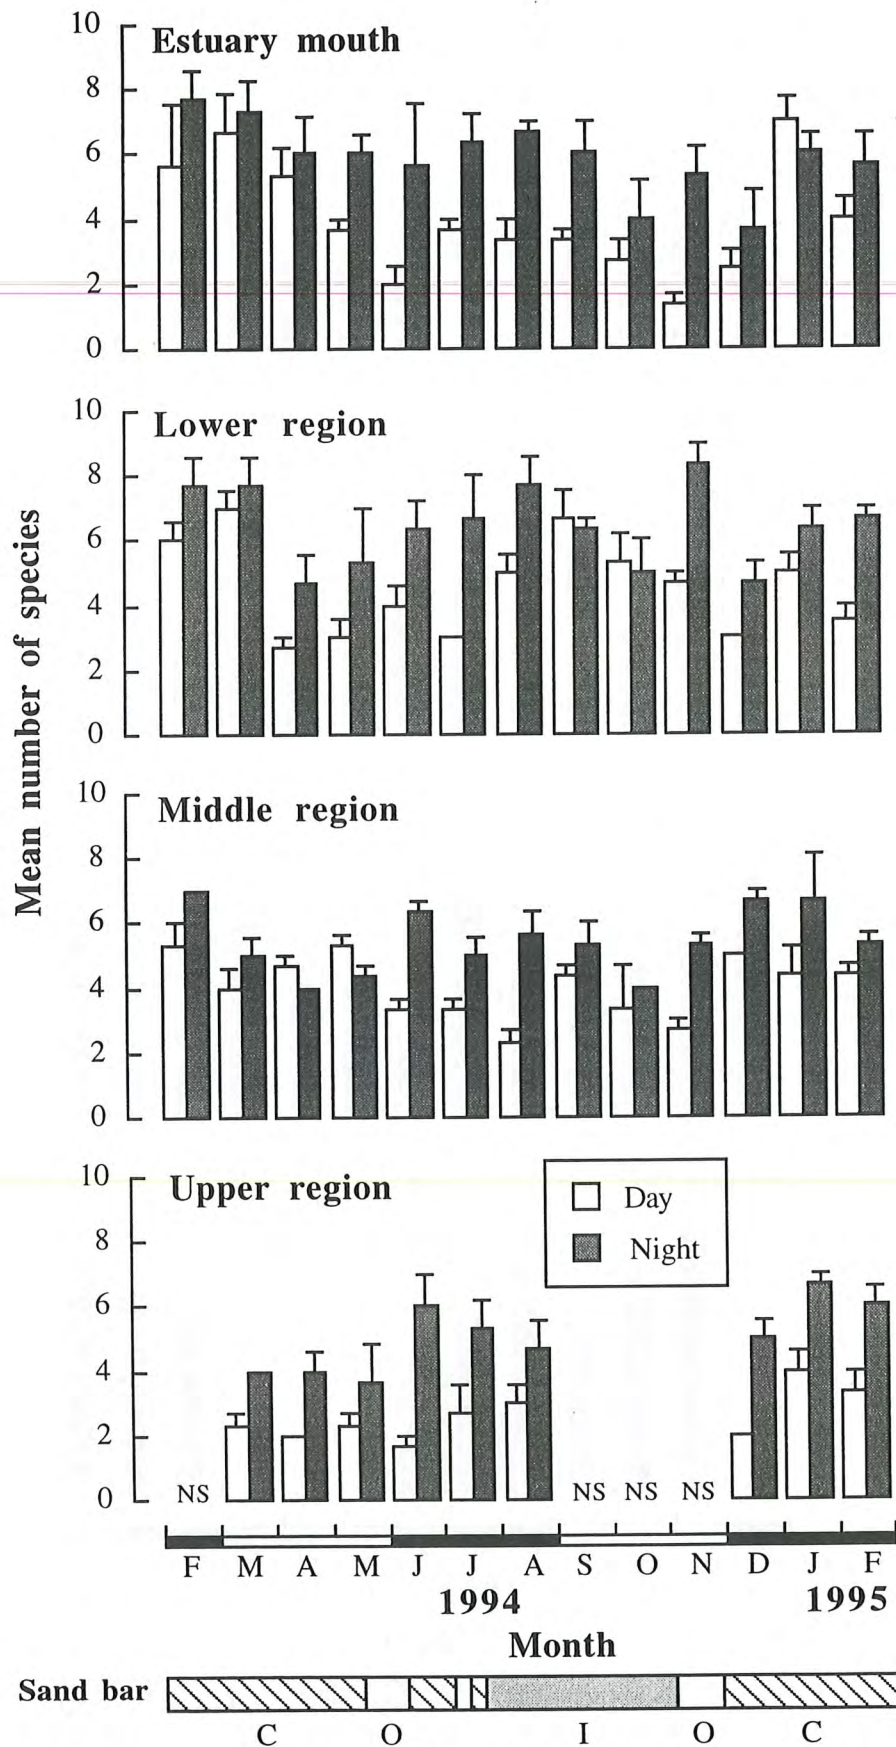 10
Estuary mouth
8
6
4
2
0
10
Lower region
8
6
4
2
0
Mean number of species
10
Middle region
8
6
4
2
0
10
Upper region
8
6
4
2
0
Day
Night
NS NS NS NS
F M A M J J A S O N D J F
1994 1995
Month
Sand bar
C O I O C